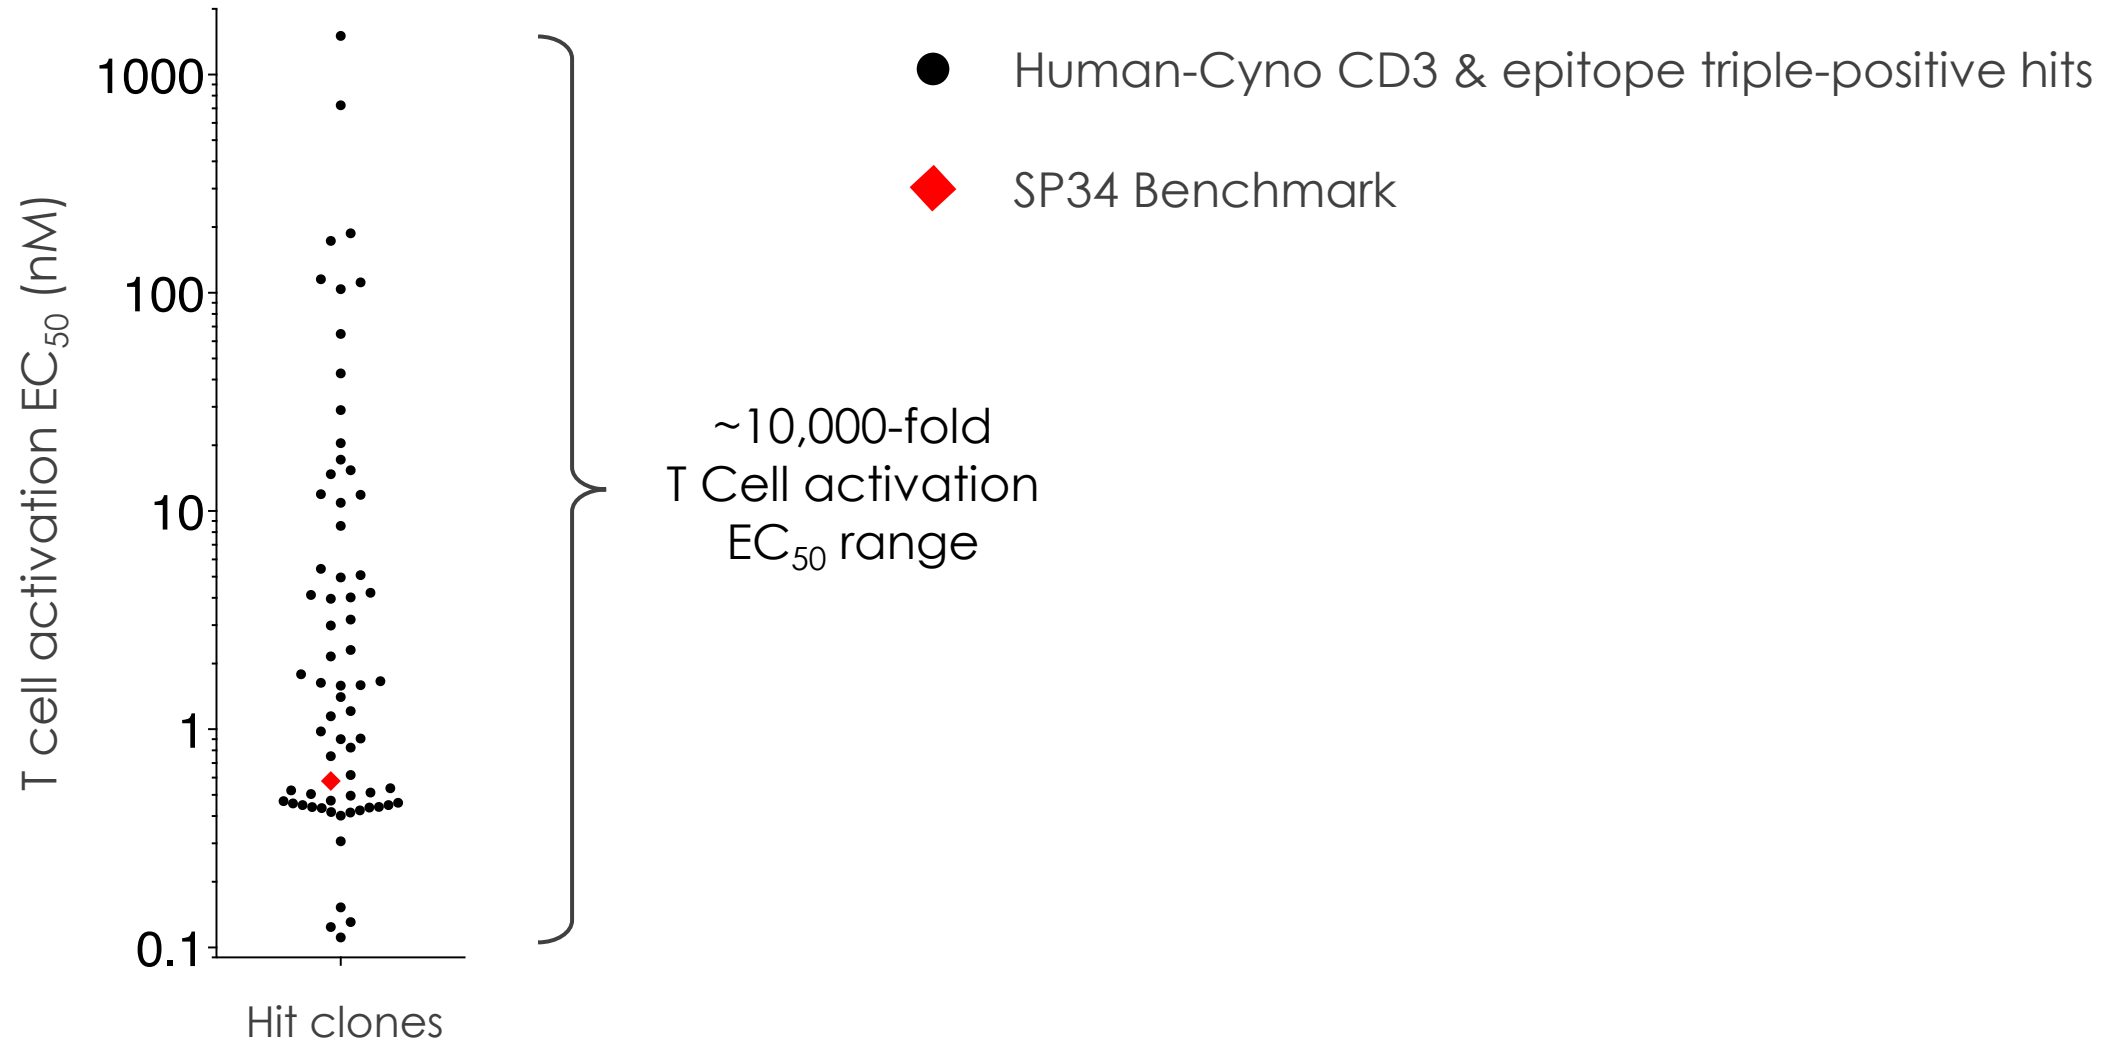 T cell activation EC50 (nM)
1000
100
10
1
0.1
Hit clones
~10,000-fold
T Cell activation
EC50 range
Human-Cyno CD3 & epitope triple-positive hits
SP34 Benchmark